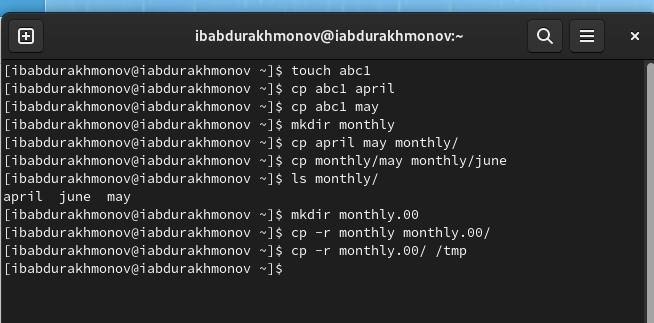 ibabdurakhmonov@iabdurakhmonov:~
[ibabdurakhmonov@iabdurakhmonov ~]$ touch abc1
[ibabdurakhmonov@iabdurakhmonov ~]$ cp abc1 april
[ibabdurakhmonov@iabdurakhmonov ~]$ cp abc1 may
[ibabdurakhmonov@iabdurakhmonov ~]$ mkdir monthly
[ibabdurakhmonov@iabdurakhmonov ~]$ cp april may monthly/
[ibabdurakhmonov@iabdurakhmonov ~]$ cp monthly/may monthly/june
[ibabdurakhmonov@iabdurakhmonov ~]$ ls monthly/
april  june  may
[ibabdurakhmonov@iabdurakhmonov ~]$ mkdir monthly.00
[ibabdurakhmonov@iabdurakhmonov ~]$ cp -r monthly monthly.00/
[ibabdurakhmonov@iabdurakhmonov ~]$ cp -r monthly.00/ /tmp
[ibabdurakhmonov@iabdurakhmonov ~]$